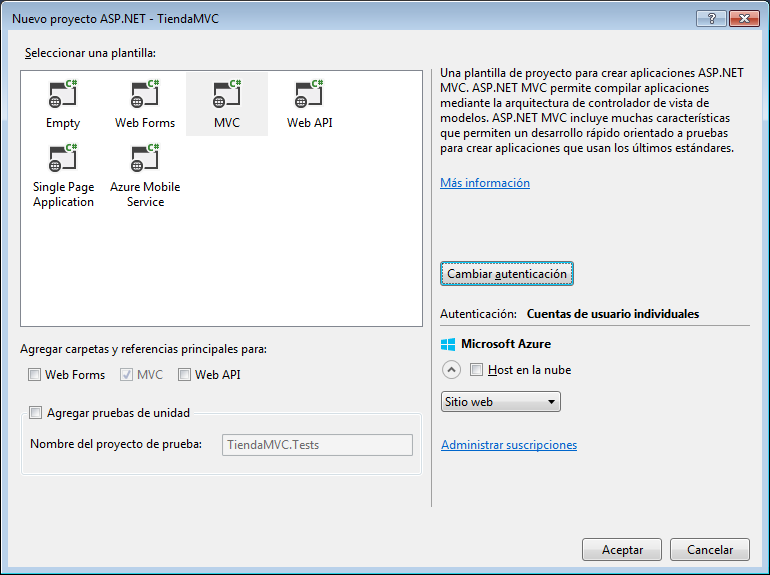 Nuevo proyecto ASP.NET - TiendaMVC
Seleccionar una plantilla:
C#
C#
C#
C#
Empty
Web Forms
MVC
Web API
C#
C#
Single Page
Application
Azure Mobile
Service
Una plantilla de proyecto para crear aplicaciones ASP.NET
MVC. ASP.NET MVC permite compilar aplicaciones
mediante la arquitectura de controlador de vista de
modelos. ASP.NET MVC incluye muchas características
que permiten un desarrollo rápido orientado a pruebas
para crear aplicaciones que usan los últimos estándares.
Más información
Cambiar autenticación
Autenticación: Cuentas de usuario individuales
Microsoft Azure
Host en la nube
Sitio web
Administrar suscripciones
Agregar carpetas y referencias principales para:
Web Forms MVC Web API
Agregar pruebas de unidad
Nombre del proyecto de prueba: TiendaMVC.Tests
Aceptar Cancelar